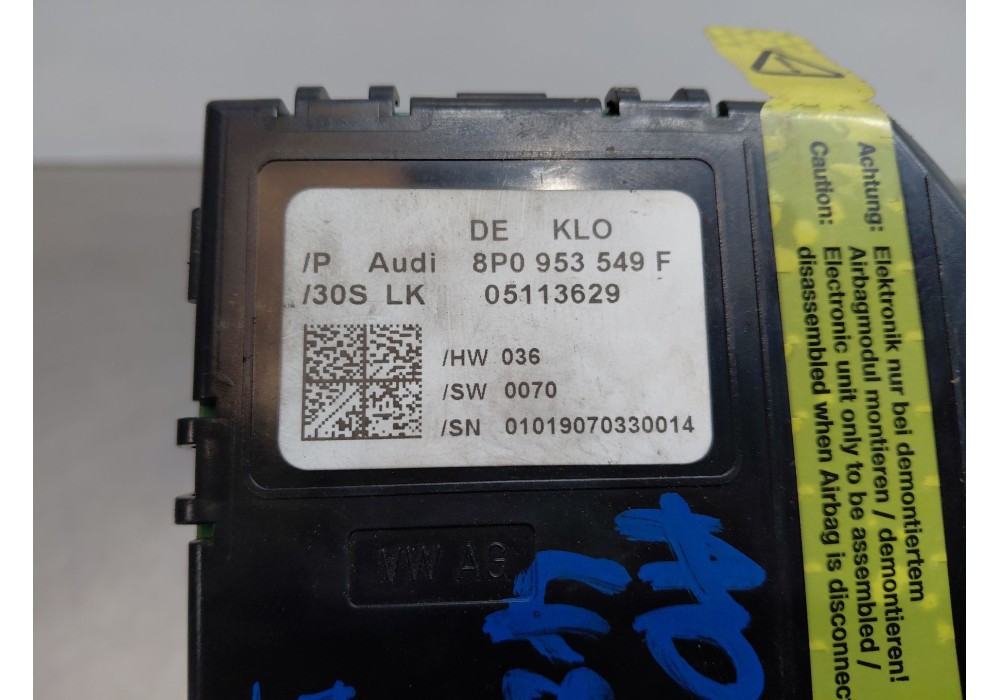 DE KLO
/P Audi 8P0 953 549 F
/30S LK 05113629
/HW 036
/SW 0070
/SN 01019070330014
VW AG
Achtung: Elektronik nur bei demontiertem
Airbagmodul montieren / demontieren!
Caution: Electronic unit only to be assembled /
disassembled when Airbag is disconnec